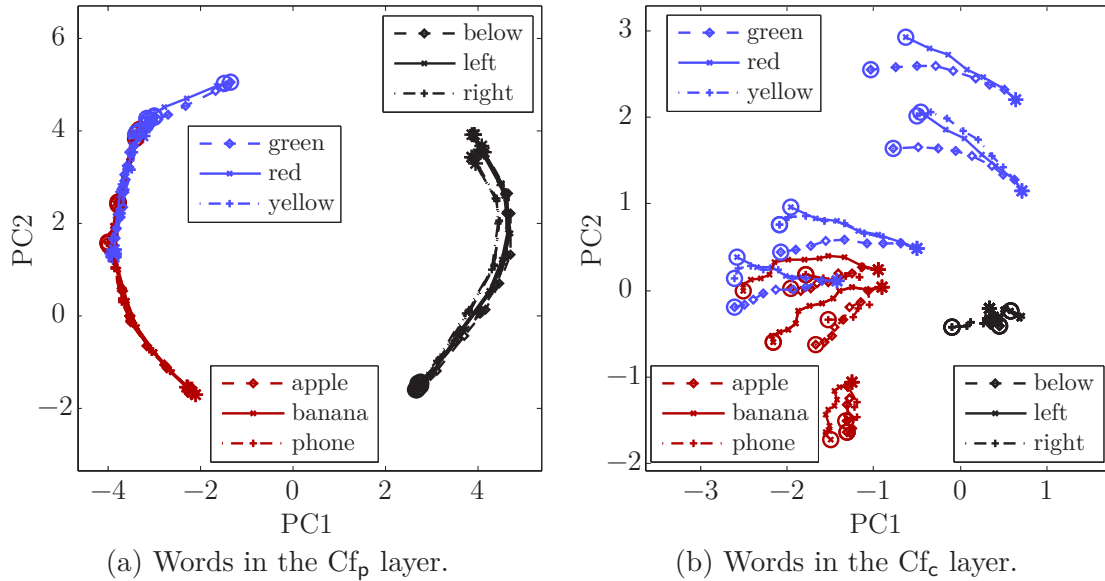 6
4
2
0
−2
−4
−2
0
2
4
PC2
PC1
below
left
right
green
red
yellow
apple
banana
phone
(a) Words in the Cfp layer.
3
2
1
0
−1
−2
−3
−2
−1
0
1
PC2
PC1
green
red
yellow
apple
banana
phone
below
left
right
(b) Words in the Cfc layer.